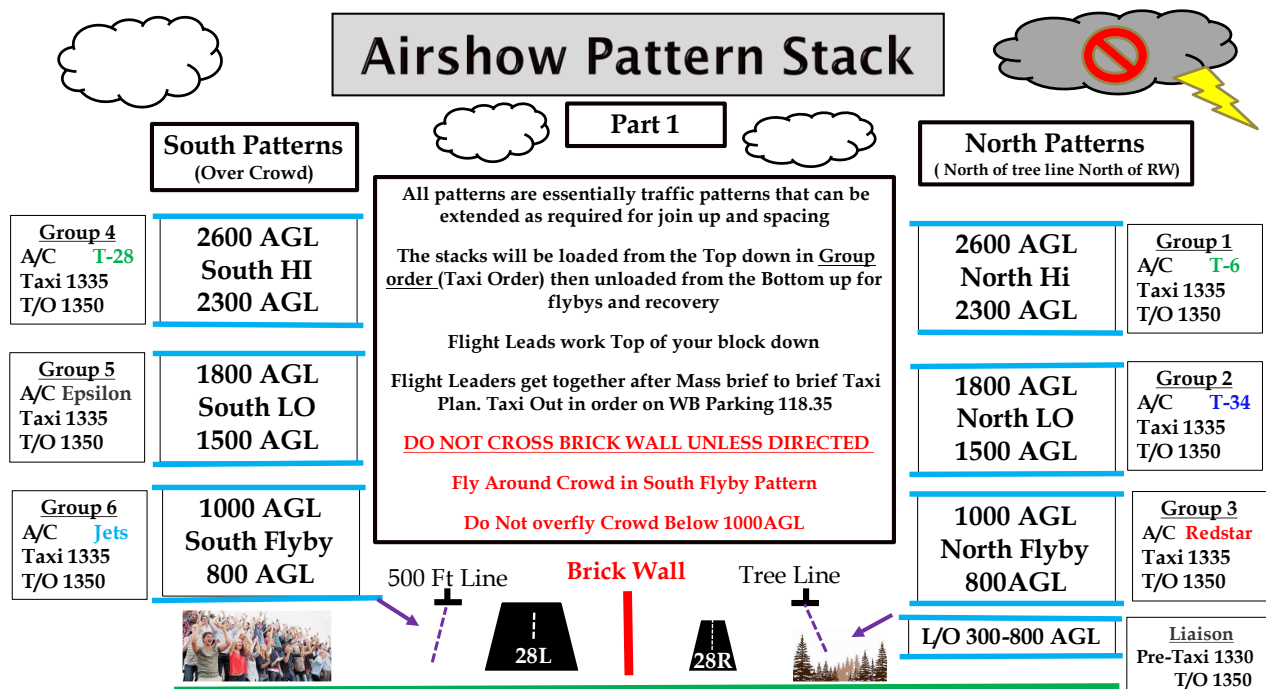 Airshow Pattern Stack
Part 1
South Patterns
(Over Crowd)
Group 4
A/C T-28
Taxi 1335
T/O 1350
2600 AGL
South HI
2300 AGL
Group 5
A/C Epsilon
Taxi 1335
T/O 1350
1800 AGL
South LO
1500 AGL
Group 6
A/C Jets
Taxi 1335
T/O 1350
1000 AGL
South Flyby
800 AGL
All patterns are essentially traffic patterns that can be
extended as required for join up and spacing
The stacks will be loaded from the Top down in Group
order (Taxi Order) then unloaded from the Bottom up for
flybys and recovery
Flight Leads work Top of your block down
Flight Leaders get together after Mass brief to brief Taxi
Plan. Taxi Out in order on WB Parking 118.35
DO NOT CROSS BRICK WALL UNLESS DIRECTED
Fly Around Crowd in South Flyby Pattern
Do Not overfly Crowd Below 1000AGL
500 Ft Line
Brick Wall
Tree Line
28L
28R
North Patterns
( North of tree line North of RW)
2600 AGL
North Hi
2300 AGL
Group 1
A/C T-6
Taxi 1335
T/O 1350
1800 AGL
North LO
1500 AGL
Group 2
A/C T-34
Taxi 1335
T/O 1350
1000 AGL
North Flyby
800AGL
Group 3
A/C Redstar
Taxi 1335
T/O 1350
L/O 300-800 AGL
Liaison
Pre-Taxi 1330
T/O 1350